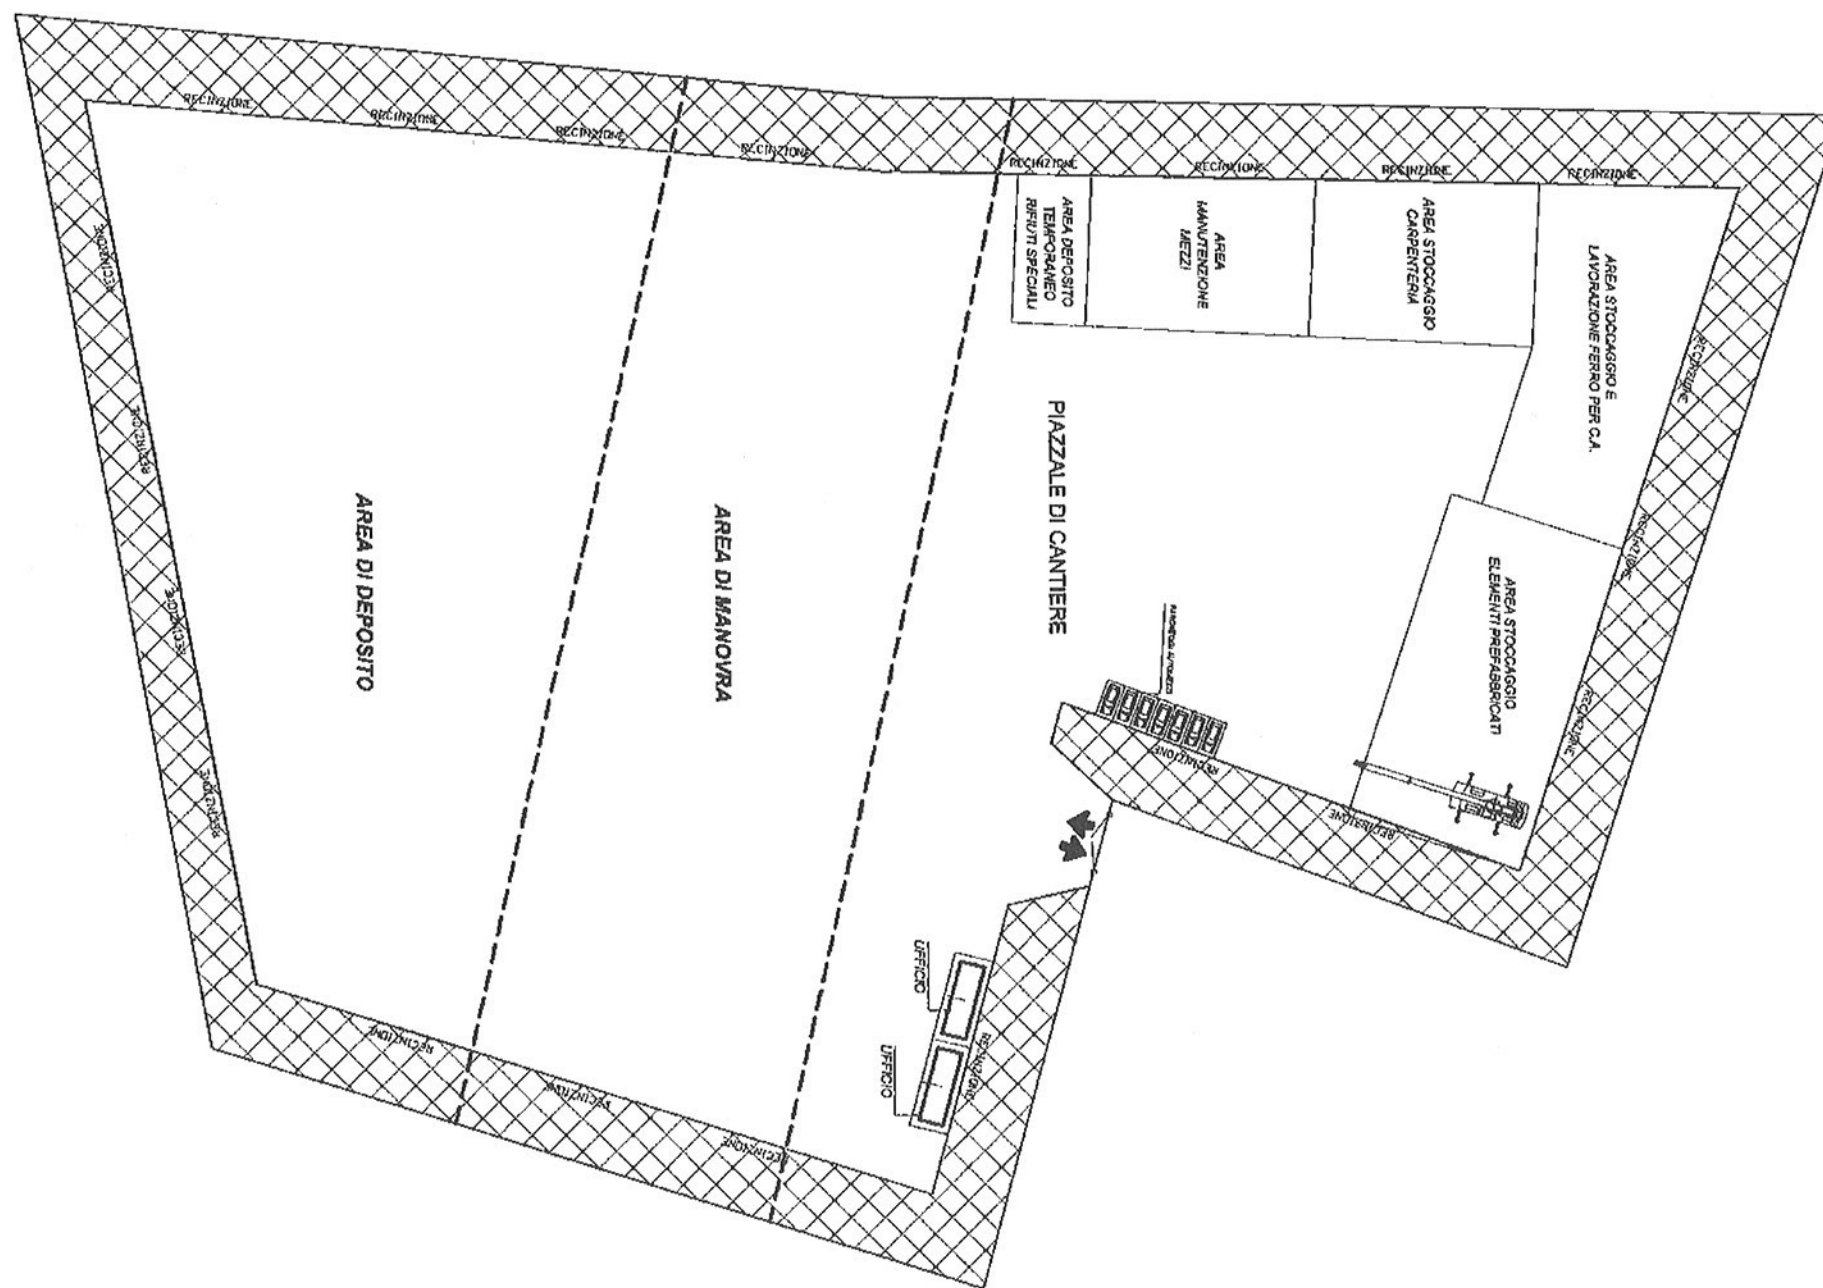 RECINZIONE
RECINZIONE
RECINZIONE
RECINZIONE
RECINZIONE
RECINZIONE
RECINZIONE
RECINZIONE
AREA DEPOSITO
TEMPORANEO
RIFIUTI SPECIALI
AREA
MANUTENZIONE
MEZZI
AREA STOCCAGGIO
CARPENTERIA
AREA STOCCAGGIO E
LAVORAZIONE FERRO PER C.A.
RECINZIONE
RECINZIONE
RECINZIONE
AREA STOCCAGGIO
ELEMENTI PREFABBRICATI
PIAZZALE DI CANTIERE
AREA DI MANOVRA
AREA DI DEPOSITO
RECINZIONE
RECINZIONE
RECINZIONE
RECINZIONE
PARCHEGGI AUTOMEZZI
RECINZIONE
RECINZIONE
UFFICIO
UFFICIO
RECINZIONE
RECINZIONE
RECINZIONE
RECINZIONE